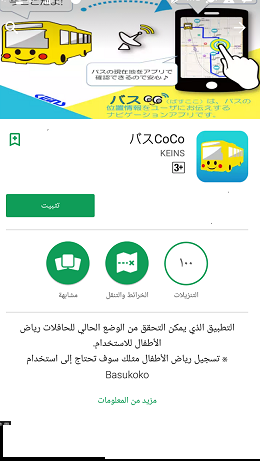 バスの現在地をアプリで
確認できるので安心♪
バスCoCo(ばすここ)は、バスの
位置情報をユーザにお伝えする
ナビゲーションアプリです。
バスCoCo
KEINS
3+
تثبيت
١٠٠
التنزيلات
الخرائط والتنقل
مشابهة
التطبيق الذي يمكن التحقق من الوضع الحالي للحافلات رياض
الأطفال للاستخدام.
※ تسجيل رياض الأطفال مثلك سوف تحتاج إلى استخدام
Basukoko
مزيد من المعلومات